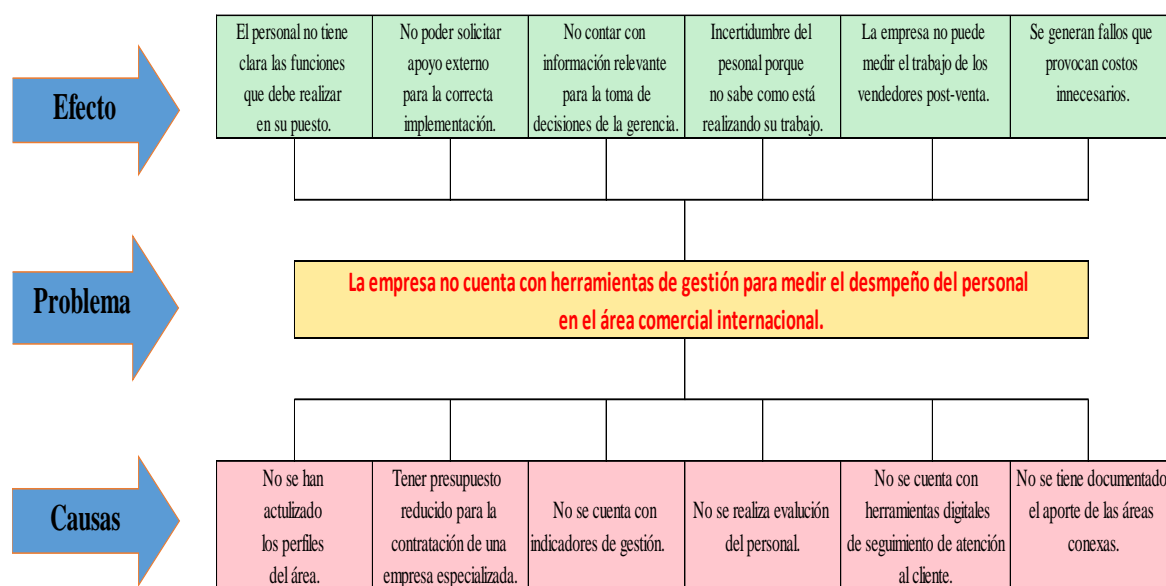 Efecto
El personal no tiene
clara las funciones
que debe realizar
en su puesto.
No poder solicitar
apoyo externo
para la correcta
implementación.
No contar con
información relevante
para la toma de
decisiones de la gerencia.
Incertidumbre del
pesonal porque
no sabe como está
realizando su trabajo.
La empresa no puede
medir el trabajo de los
vendedores post-venta.
Se generan fallos que
provocan costos
innecesarios.
Problema
La empresa no cuenta con herramientas de gestión para medir el desmpeño del personal
en el área comercial internacional.
Causas
No se han
actulizado
los perfiles
del área.
Tener presupuesto
reducido para la
contratación de una
empresa especializada.
No se cuenta con
indicadores de gestión.
No se realiza evalución
del personal.
No se cuenta con
herramientas digitales
de seguimiento de atención
al cliente.
No se tiene documentado
el aporte de las áreas
conexas.